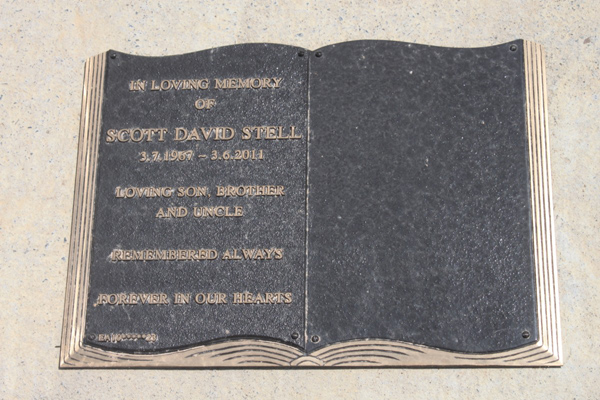 IN LOVING MEMORY
OF
SCOTT DAVID STELL
3.7.1967 – 3.6.2011
LOVING SON, BROTHER
AND UNCLE
REMEMBERED ALWAYS
FOREVER IN OUR HEARTS